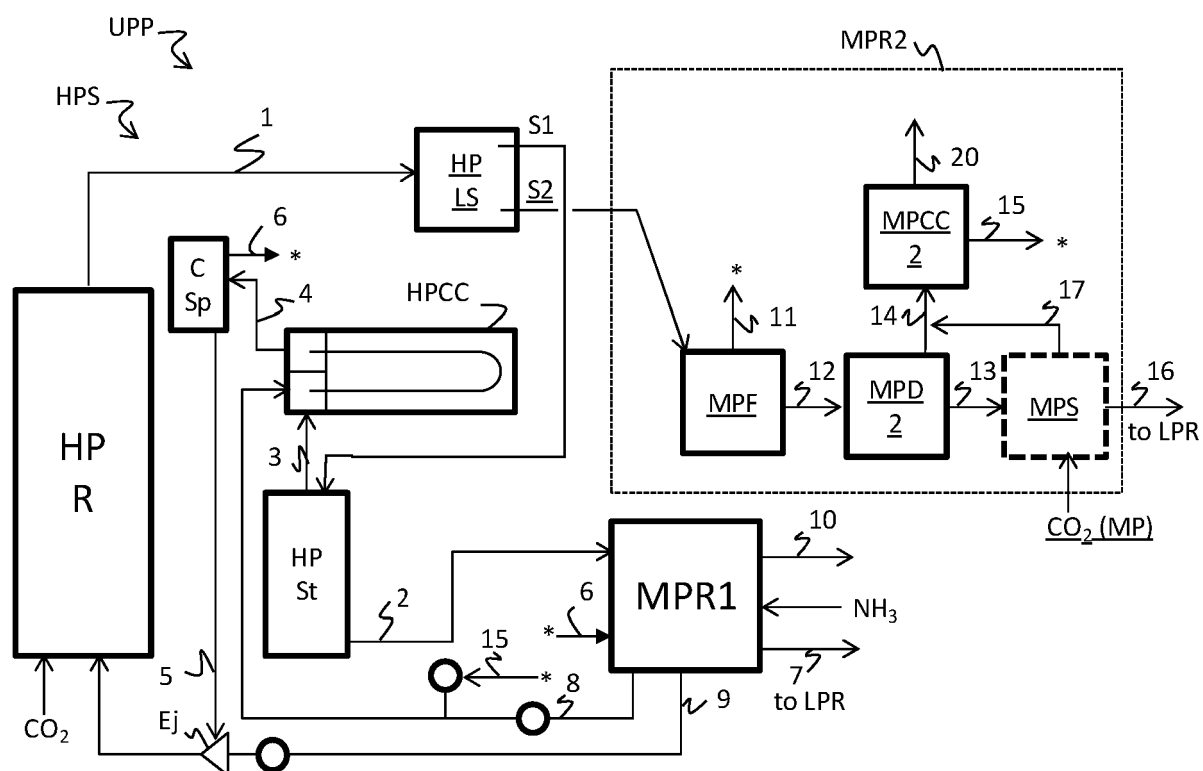 UPP
MPR2
HPS
1
S1
HP
LS
S2
20
6
*
C
Sp
MPCC
2
15
*
4
HPCC
*
11
14
17
MPF
12
MPD
2
13
MPS
16
to LPR
HP
R
3
HP
St
CO₂ (MP)
2
MPR1
10
6
*
NH₃
5
15
*
8
9
7
to LPR
CO₂
Ej